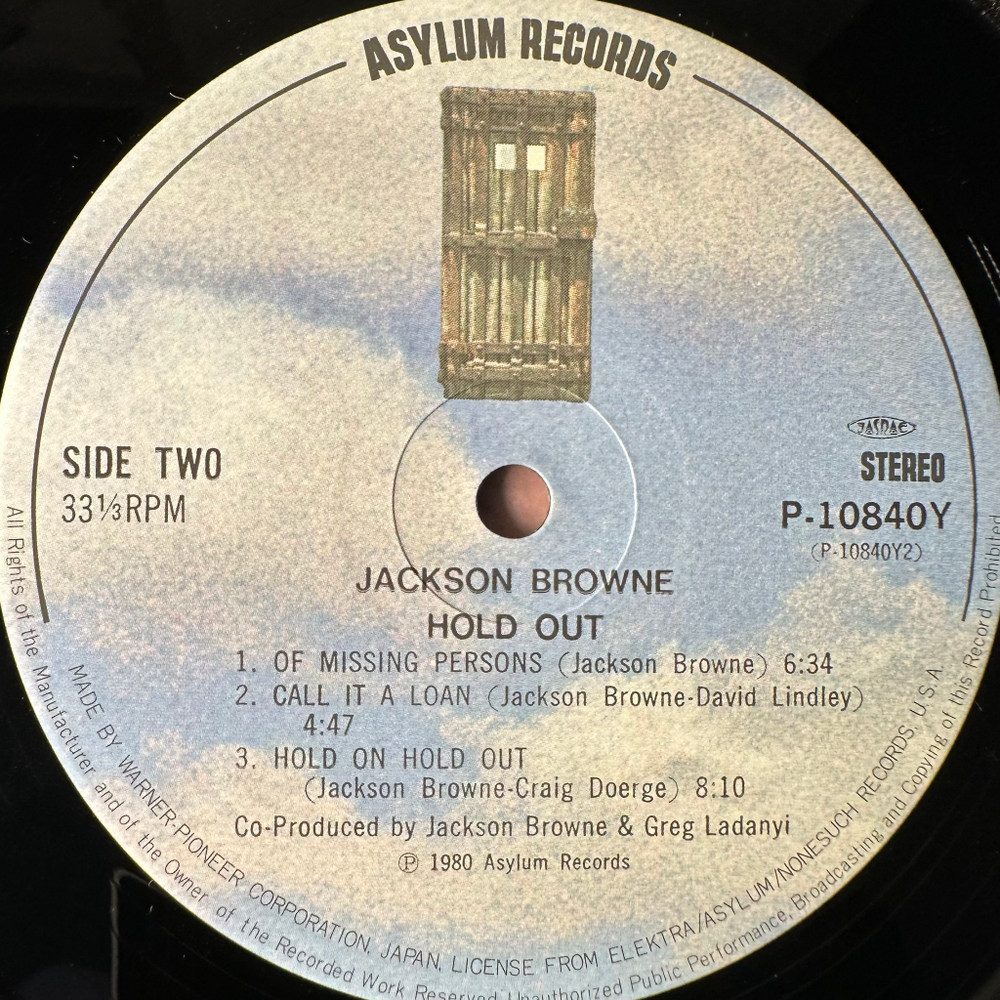 ASYLUM RECORDS
JASRAC
SIDE TWO
STEREO
33⅓RPM
P-10840Y
(P-10840Y2)
JACKSON BROWNE
HOLD OUT
1. OF MISSING PERSONS (Jackson Browne) 6:34
2. CALL IT A LOAN (Jackson Browne-David Lindley)
4:47
3. HOLD ON HOLD OUT
(Jackson Browne-Craig Doerge) 8:10
Co-Produced by Jackson Browne & Greg Ladanyi
Ⓟ 1980 Asylum Records
MADE BY WARNER-PIONEER CORPORATION, JAPAN, LICENSE FROM ELEKTRA/ASYLUM/NONESUCH RECORDS, U.S.A.
All Rights of the Manufacturer and of the Owner of the Recorded Work Reserved Unauthorized Public Performance, Broadcasting and Copying of this Record Prohibited